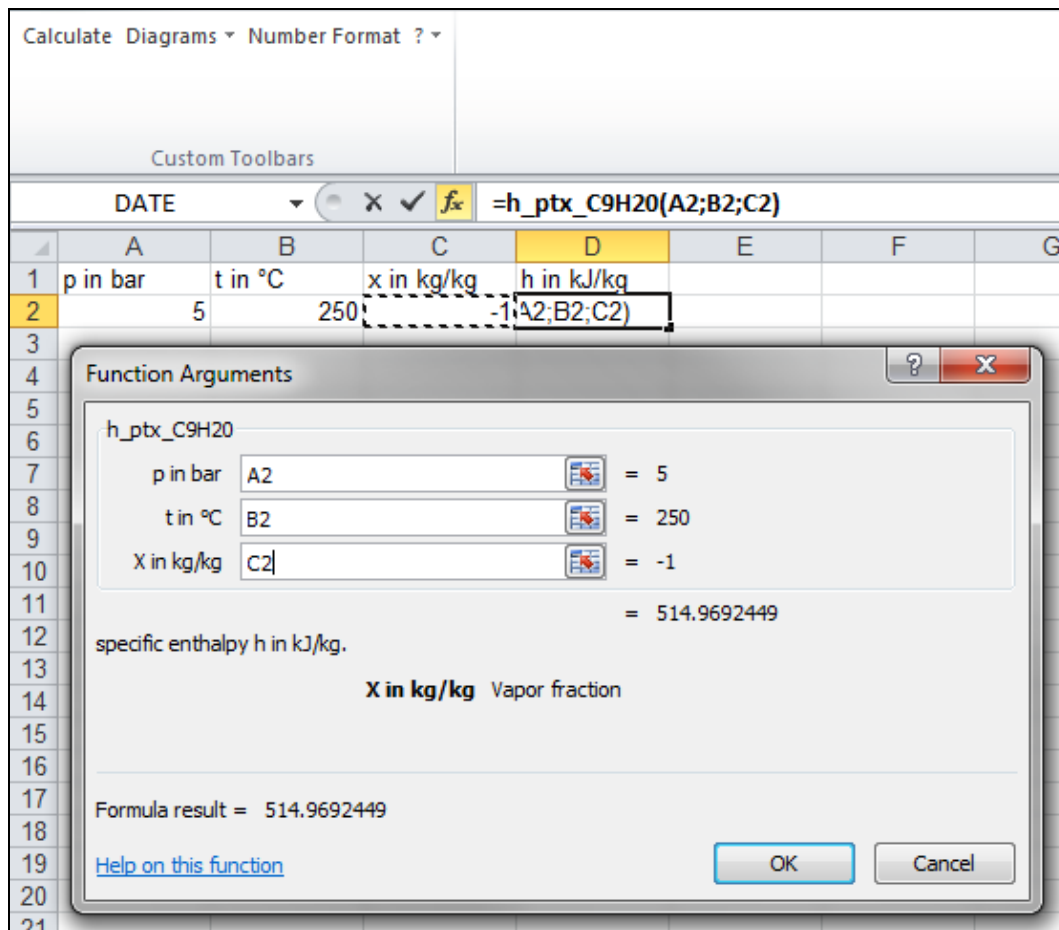 Calculate Diagrams Number Format ?
Custom Toolbars
DATE fx =h_ptx_C9H20(A2;B2;C2)
A B C D E F G
1 p in bar t in °C x in kg/kg h in kJ/kg
2 5 250 -1 A2;B2;C2)
3
4
5
6
7
8
9
10
11
12
13
14
15
16
17
18
19
20
21
Function Arguments ? X
h_ptx_C9H20
p in bar A2 = 5
t in °C B2 = 250
X in kg/kg C2 = -1
= 514.9692449
specific enthalpy h in kJ/kg.
X in kg/kg Vapor fraction
Formula result = 514.9692449
Help on this function OK Cancel